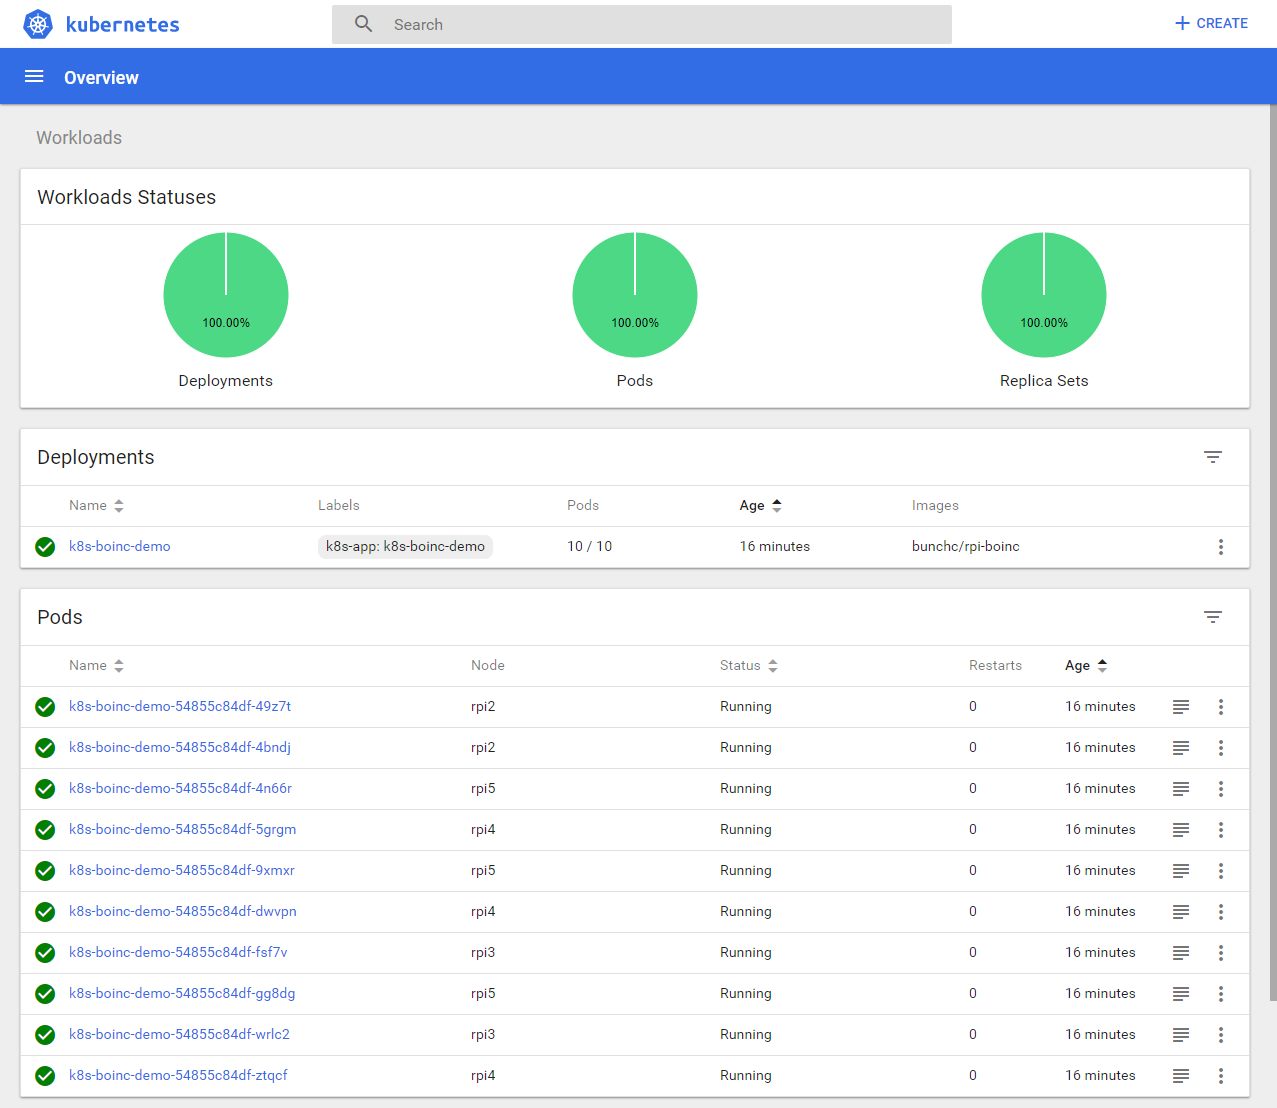 kubernetes Search + CREATE
Overview
Workloads
Workloads Statuses
100.00% 100.00% 100.00%
Deployments Pods Replica Sets
Deployments
Name Labels Pods Age Images
k8s-boinc-demo k8s-app: k8s-boinc-demo 10 / 10 16 minutes bunchc/rpi-boinc
Pods
Name Node Status Restarts Age
k8s-boinc-demo-54855c84df-49z7t rpi2 Running 0 16 minutes
k8s-boinc-demo-54855c84df-4bndj rpi2 Running 0 16 minutes
k8s-boinc-demo-54855c84df-4n66r rpi5 Running 0 16 minutes
k8s-boinc-demo-54855c84df-5grgm rpi4 Running 0 16 minutes
k8s-boinc-demo-54855c84df-9xmxr rpi5 Running 0 16 minutes
k8s-boinc-demo-54855c84df-dwvpn rpi4 Running 0 16 minutes
k8s-boinc-demo-54855c84df-fsf7v rpi3 Running 0 16 minutes
k8s-boinc-demo-54855c84df-gg8dg rpi5 Running 0 16 minutes
k8s-boinc-demo-54855c84df-wrlc2 rpi3 Running 0 16 minutes
k8s-boinc-demo-54855c84df-ztqcf rpi4 Running 0 16 minutes